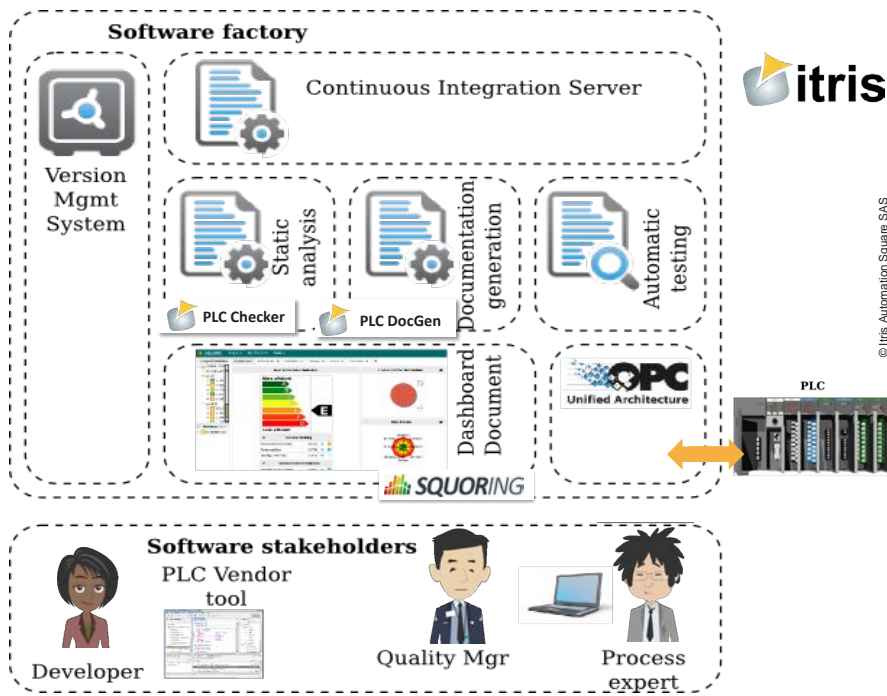 Software factory
Version
Mgmt
System
Continuous Integration Server
itris
Static
analysis
Documentation
generation
Automatic
testing
PLC Checker
PLC DocGen
Dashboard
Document
E
SQUORING
OPC
Unified Architecture
PLC
© Itris Automation Square SAS
Software stakeholders
PLC Vendor
tool
Developer
Quality Mgr
Process
expert